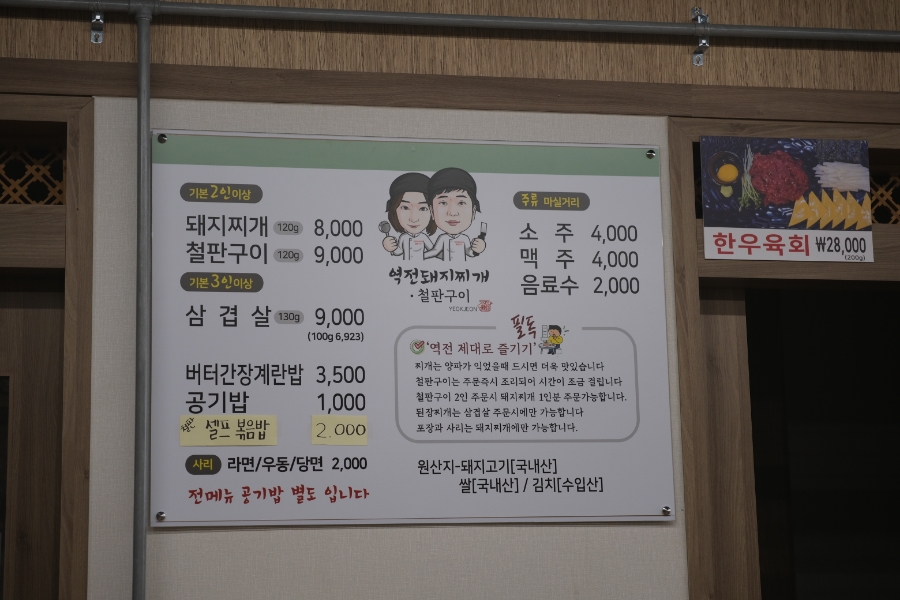 기본 2인이상
돼지찌개 120g 8,000
철판구이 120g 9,000
기본 3인이상
삼겹살 130g 9,000
(100g 6,923)
버터간장계란밥 3,500
공기밥 1,000
철판 셀프 볶음밥 2.000
사리 라면/우동/당면 2,000
전메뉴 공기밥 별도 입니다
역전돼지찌개
·철판구이
YEOKJEON
주류 마실거리
소주 4,000
맥주 4,000
음료수 2,000
필독
'역전 제대로 즐기기'
찌개는 양파가 익었을때 드시면 더욱 맛있습니다
철판구이는 주문즉시 조리되어 시간이 조금 걸립니다
철판구이 2인 주문시 돼지찌개 1인분 주문가능합니다.
된장찌개는 삼겹살 주문시에만 가능합니다
포장과 사리는 돼지찌개에만 가능합니다.
원산지-돼지고기[국내산]
쌀[국내산] / 김치[수입산]
한우육회 ₩28,000
(200g)